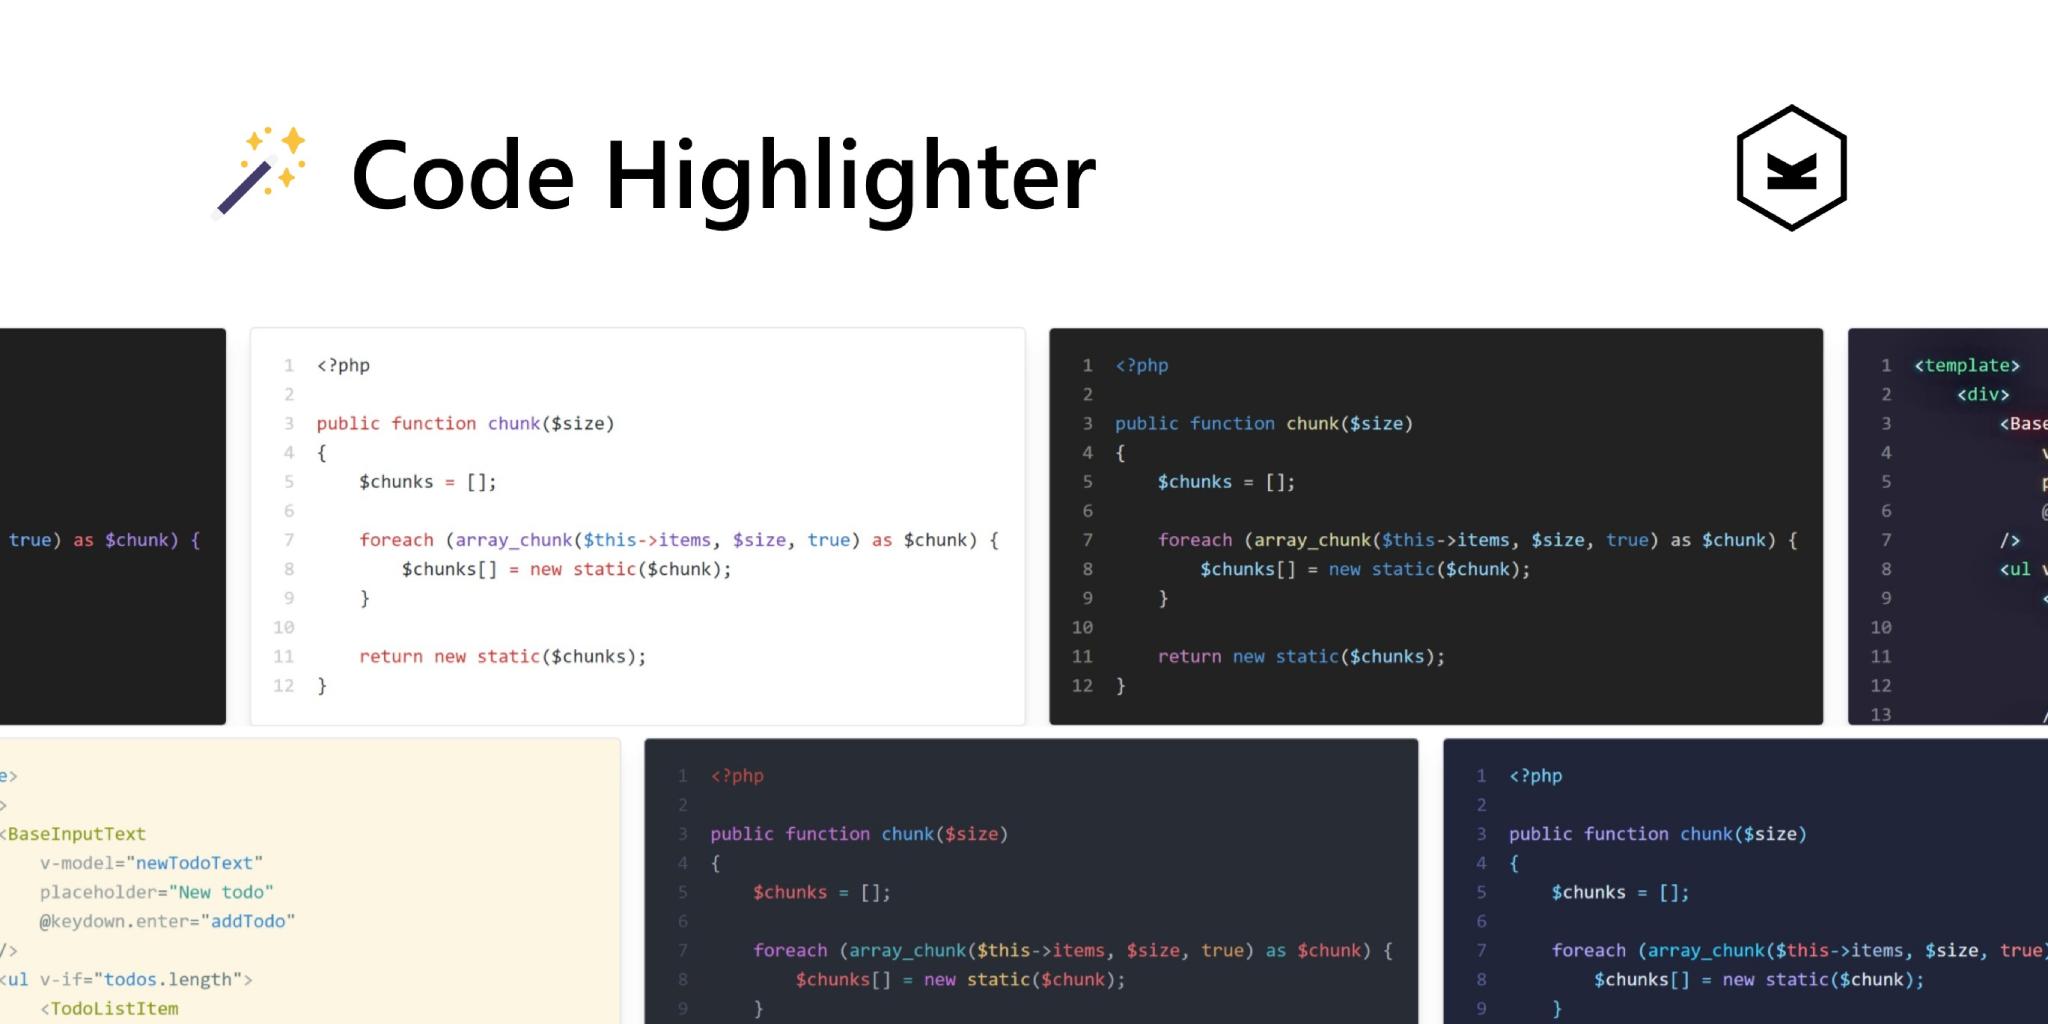 Code Highlighter
true) as $chunk) {
1 <?php
2
3 public function chunk($size)
4 {
5     $chunks = [];
6
7     foreach (array_chunk($this->items, $size, true) as $chunk) {
8         $chunks[] = new static($chunk);
9     }
10
11     return new static($chunks);
12 }
1 <?php
2
3 public function chunk($size)
4 {
5     $chunks = [];
6
7     foreach (array_chunk($this->items, $size, true) as $chunk) {
8         $chunks[] = new static($chunk);
9     }
10
11     return new static($chunks);
12 }
1 <template>
2     <div>
3         <Base
4
5
6
7         />
8         <ul v
9             <
10
11
12
13             /
e>
>
<BaseInputText
    v-model="newTodoText"
    placeholder="New todo"
    @keydown.enter="addTodo"
/>
<ul v-if="todos.length">
    <TodoListItem
1 <?php
2
3 public function chunk($size)
4 {
5     $chunks = [];
6
7     foreach (array_chunk($this->items, $size, true) as $chunk) {
8         $chunks[] = new static($chunk);
9     }
1 <?php
2
3 public function chunk($size)
4 {
5     $chunks = [];
6
7     foreach (array_chunk($this->items, $size, true)
8         $chunks[] = new static($chunk);
9     }